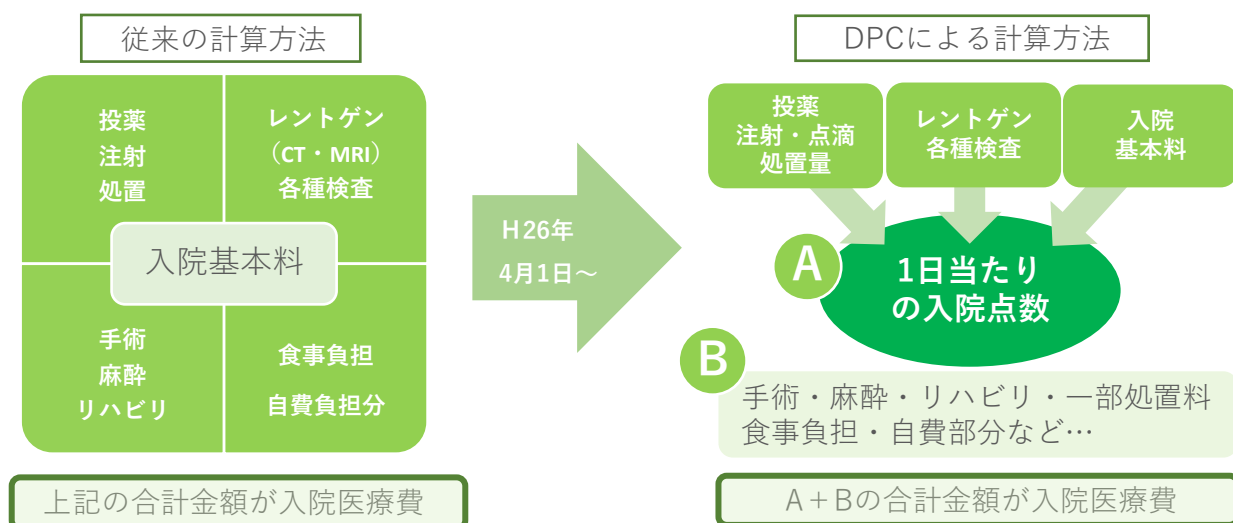 従来の計算方法
投薬
注射
処置
レントゲン
（CT・MRI）
各種検査
入院基本料
手術
麻酔
リハビリ
食事負担
自費負担分
上記の合計金額が入院医療費
H26年
4月1日～
DPCによる計算方法
投薬
注射・点滴
処置量
レントゲン
各種検査
入院
基本料
A
1日当たり
の入院点数
B
手術・麻酔・リハビリ・一部処置料
食事負担・自費部分など…
A＋Bの合計金額が入院医療費